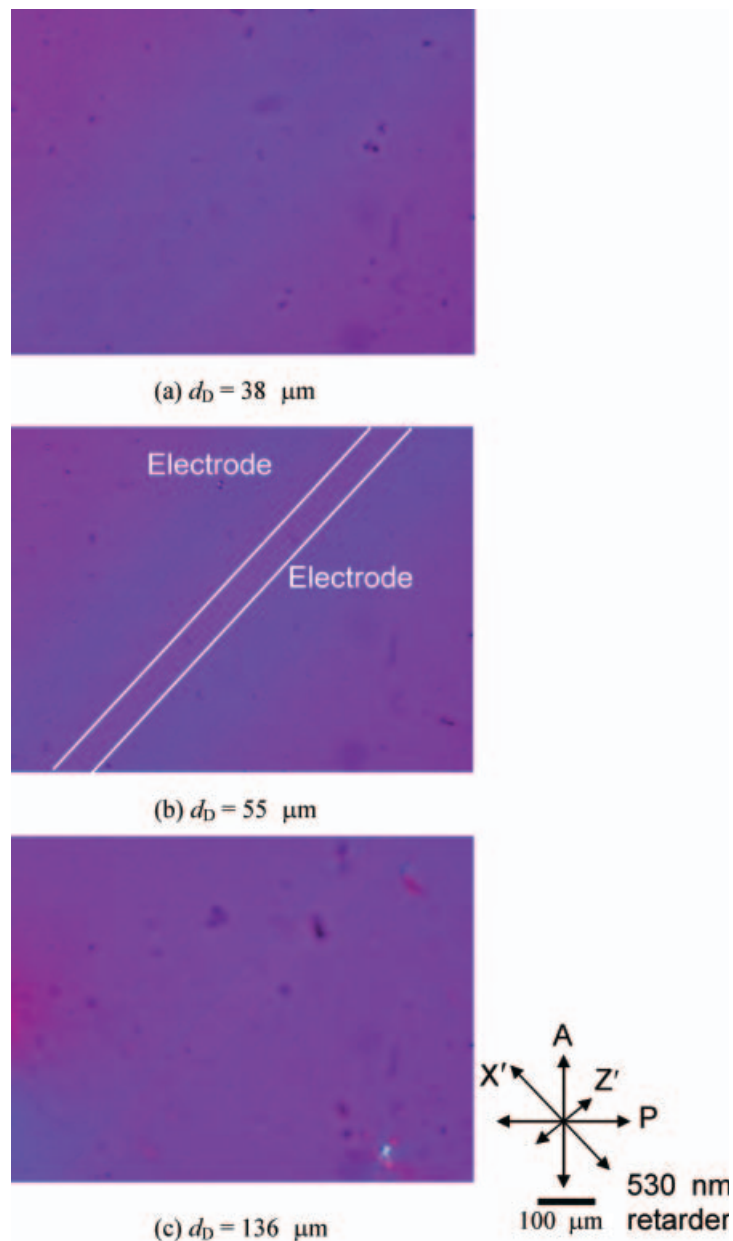 (a) dD = 38 μm
Electrode
Electrode
(b) dD = 55 μm
(c) dD = 136 μm
A
X′
Z′
P
530 nm
retarder
100 μm